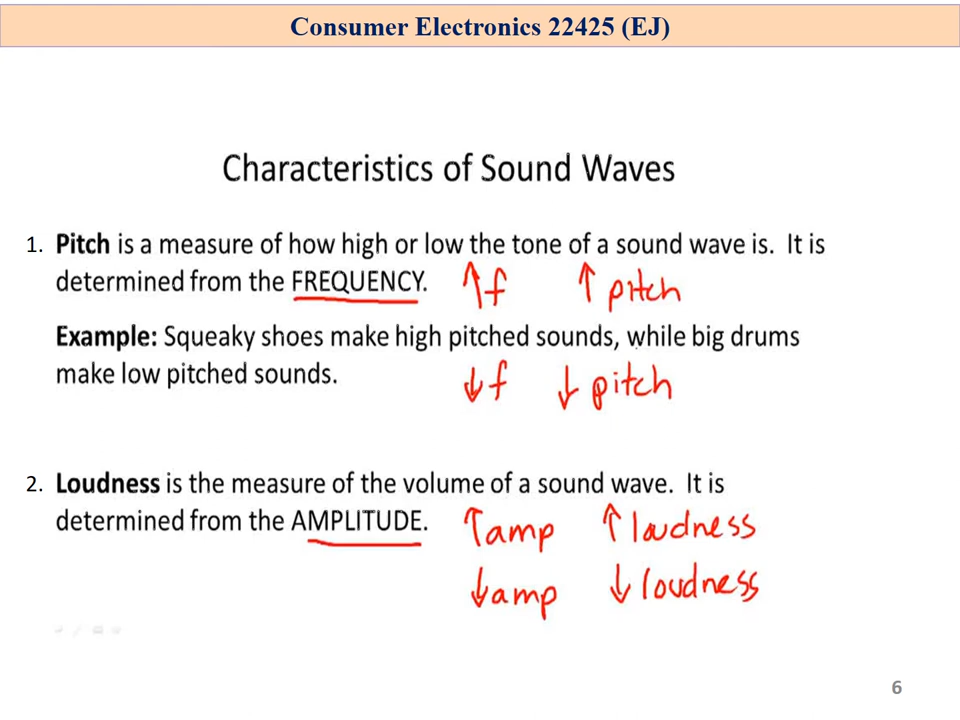 Consumer Electronics 22425 (EJ)
Characteristics of Sound Waves
1. Pitch is a measure of how high or low the tone of a sound wave is. It is
determined from the FREQUENCY. ↑f ↑ pitch
Example: Squeaky shoes make high pitched sounds, while big drums
make low pitched sounds. ↓f ↓ pitch
2. Loudness is the measure of the volume of a sound wave. It is
determined from the AMPLITUDE. ↑amp ↑ loudness
↓amp ↓ loudness
6